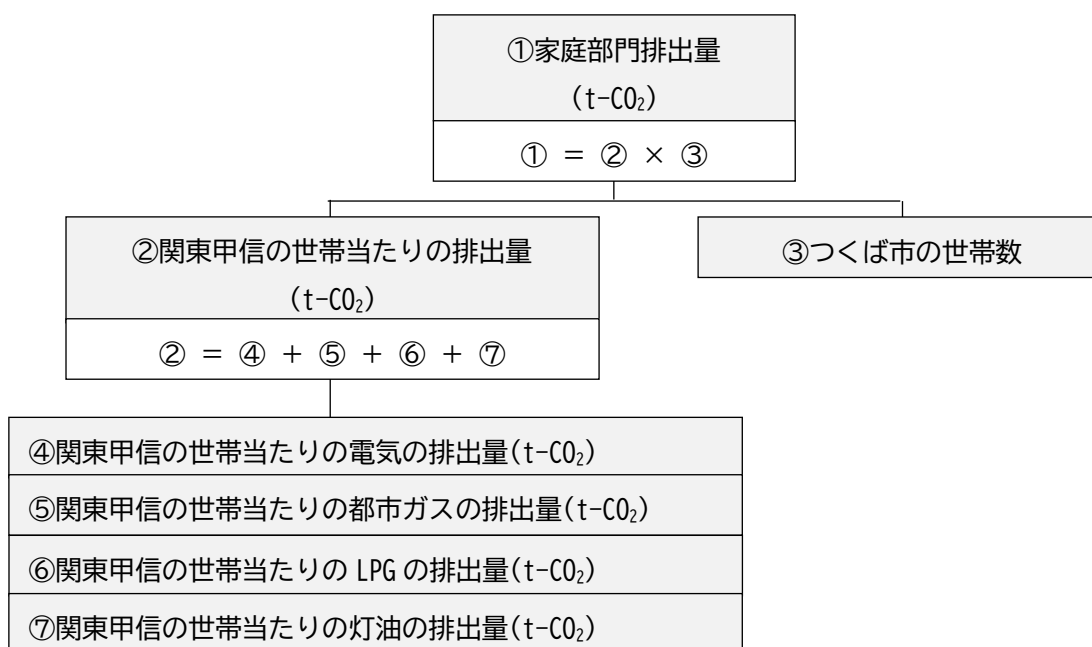 ①家庭部門排出量
(t-CO₂)
① = ② × ③
②関東甲信の世帯当たりの排出量
(t-CO₂)
② = ④ + ⑤ + ⑥ + ⑦
③つくば市の世帯数
④関東甲信の世帯当たりの電気の排出量(t-CO₂)
⑤関東甲信の世帯当たりの都市ガスの排出量(t-CO₂)
⑥関東甲信の世帯当たりの LPG の排出量(t-CO₂)
⑦関東甲信の世帯当たりの灯油の排出量(t-CO₂)